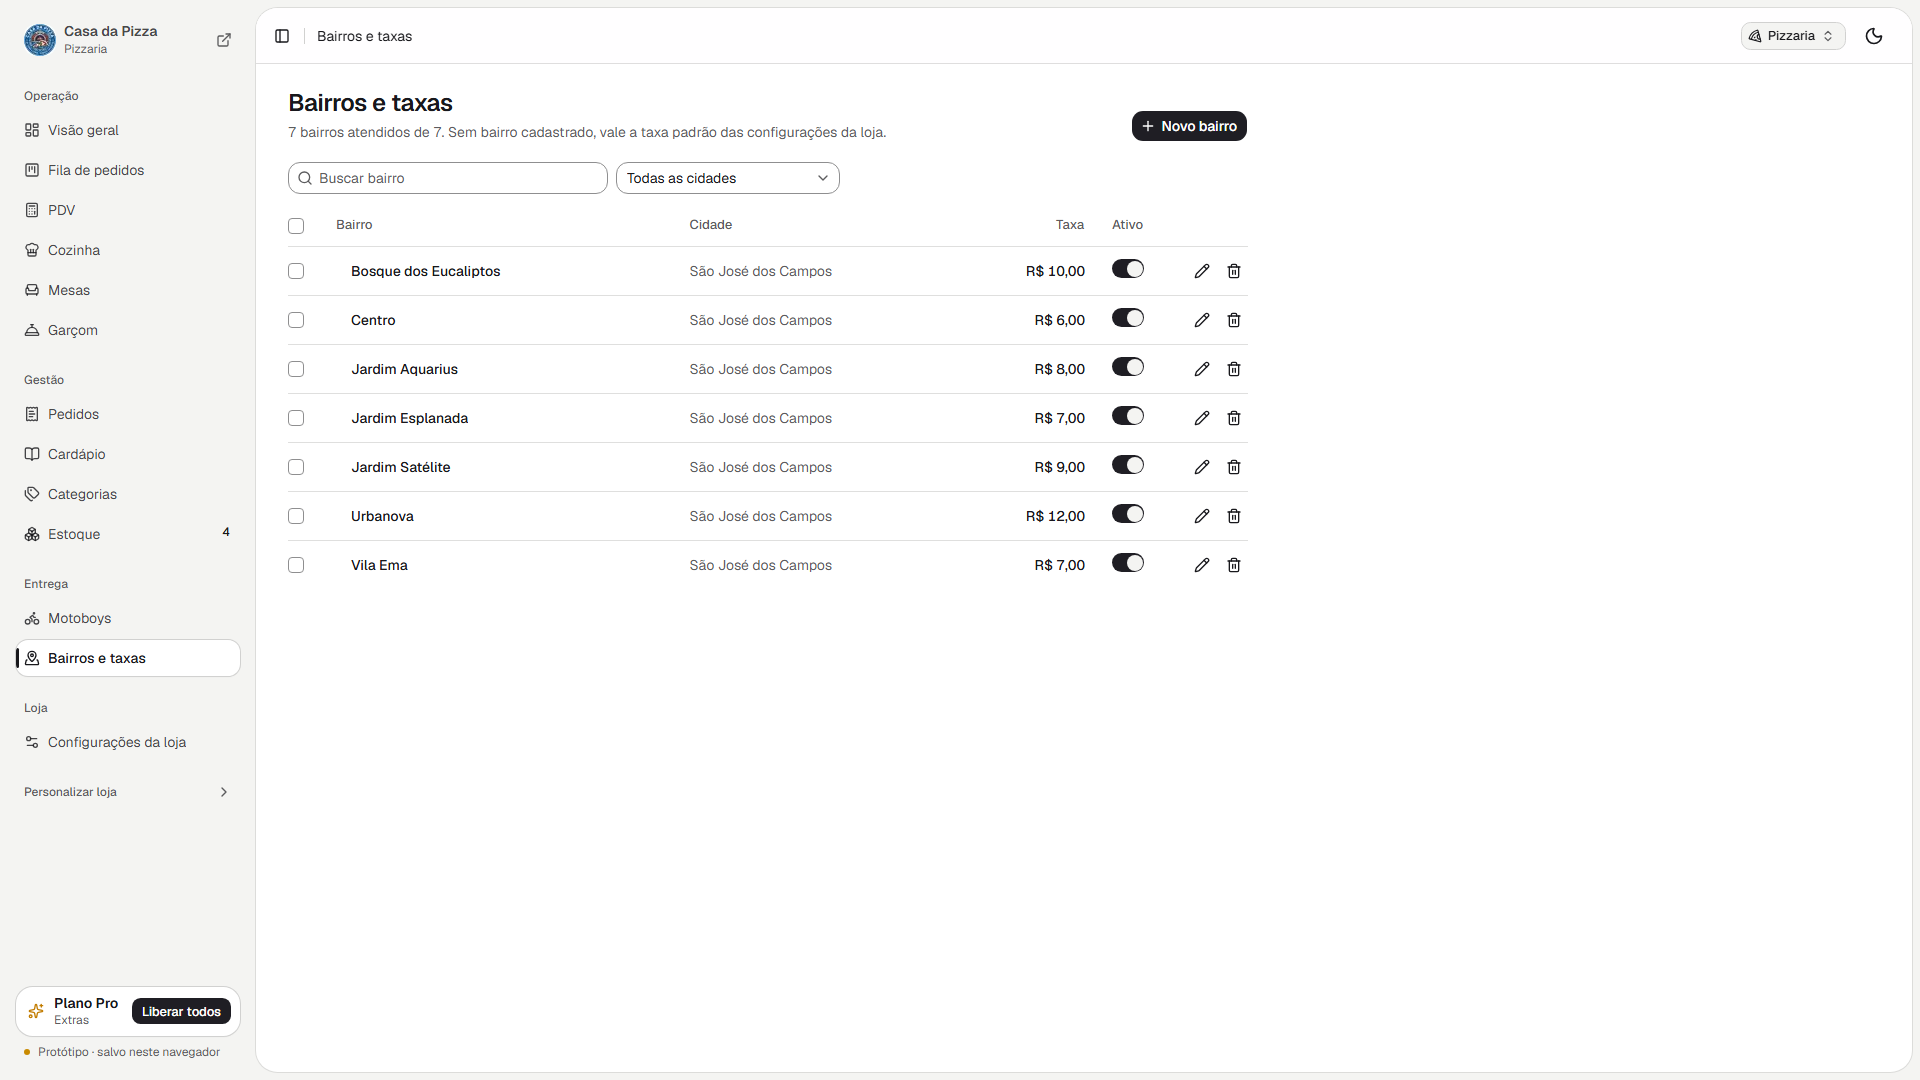 Casa da Pizza
Pizzaria
Operação
Visão geral
Fila de pedidos
PDV
Cozinha
Mesas
Garçom
Gestão
Pedidos
Cardápio
Categorias
Estoque 4
Entrega
Motoboys
Bairros e taxas
Loja
Configurações da loja
Personalizar loja
Plano Pro
Extras
Liberar todos
Protótipo · salvo neste navegador
Bairros e taxas
Pizzaria
Bairros e taxas
7 bairros atendidos de 7. Sem bairro cadastrado, vale a taxa padrão das configurações da loja.
+ Novo bairro
Buscar bairro
Todas as cidades
Bairro Cidade Taxa Ativo
Bosque dos Eucaliptos São José dos Campos R$ 10,00
Centro São José dos Campos R$ 6,00
Jardim Aquarius São José dos Campos R$ 8,00
Jardim Esplanada São José dos Campos R$ 7,00
Jardim Satélite São José dos Campos R$ 9,00
Urbanova São José dos Campos R$ 12,00
Vila Ema São José dos Campos R$ 7,00